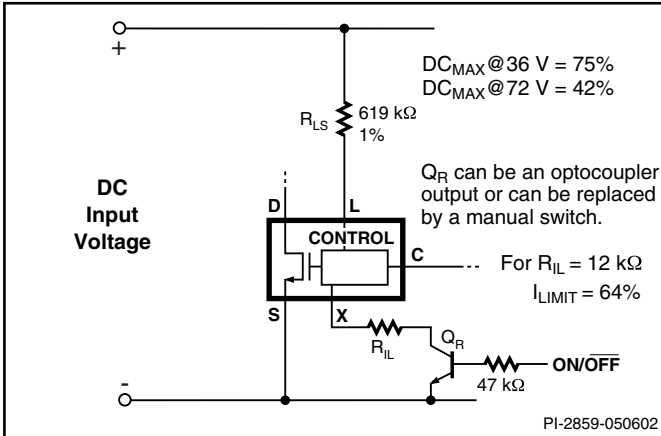 +
DC_MAX@36 V = 75%
DC_MAX@72 V = 42%
R_LS
619 kΩ
1%
Q_R can be an optocoupler
output or can be replaced
by a manual switch.
DC
Input
Voltage
D
L
CONTROL
C
For R_IL = 12 kΩ
I_LIMIT = 64%
S
X
R_IL
Q_R
47 kΩ
ON/O̅F̅F̅
-
PI-2859-050602